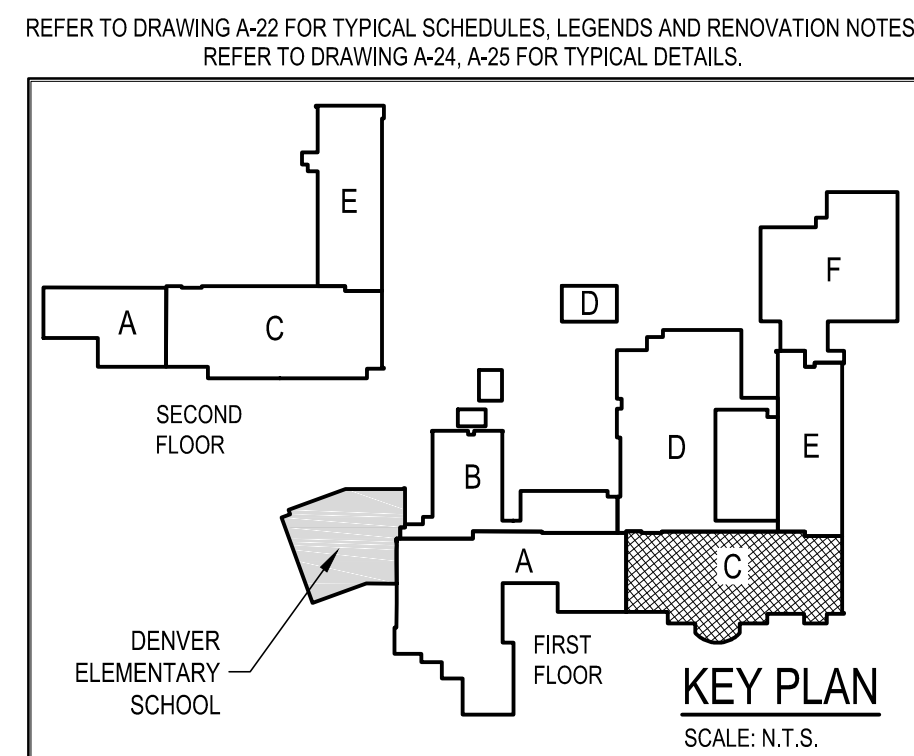 REFER TO DRAWING A-22 FOR TYPICAL SCHEDULES, LEGENDS AND RENOVATION NOTES
REFER TO DRAWING A-24, A-25 FOR TYPICAL DETAILS.
E
A
C
SECOND
FLOOR
F
D
D
E
B
A
C
DENVER
ELEMENTARY
SCHOOL
FIRST
FLOOR
KEY PLAN
SCALE: N.T.S.